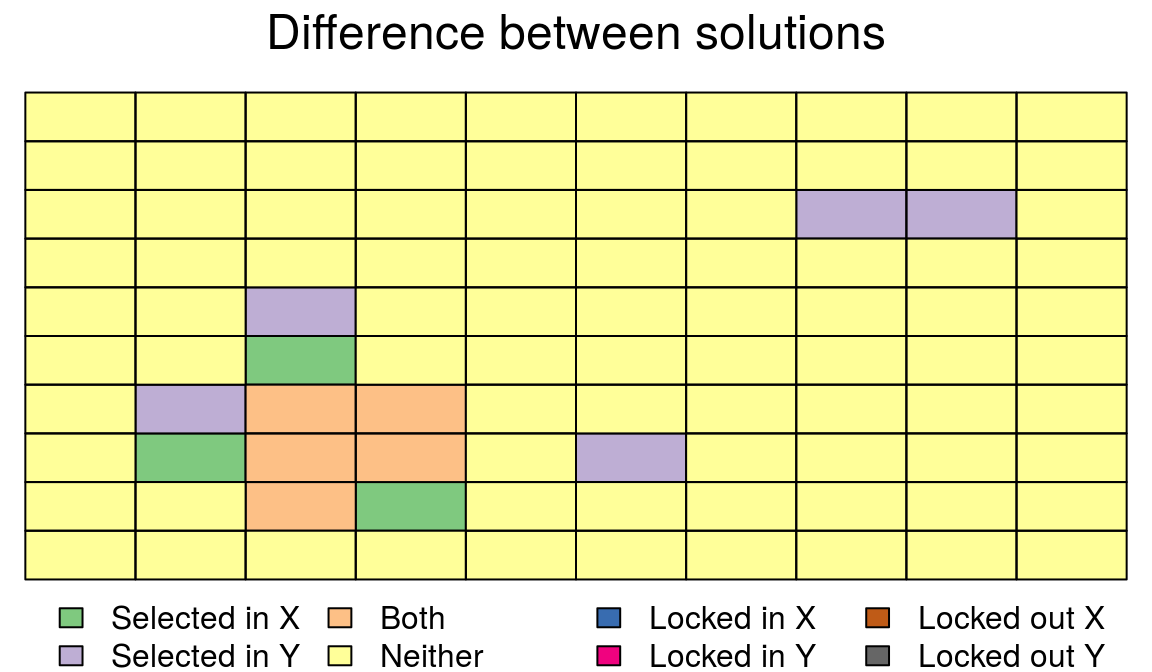 Difference between solutions
Selected in X Both Locked in X Locked out X
Selected in Y Neither Locked in Y Locked out Y